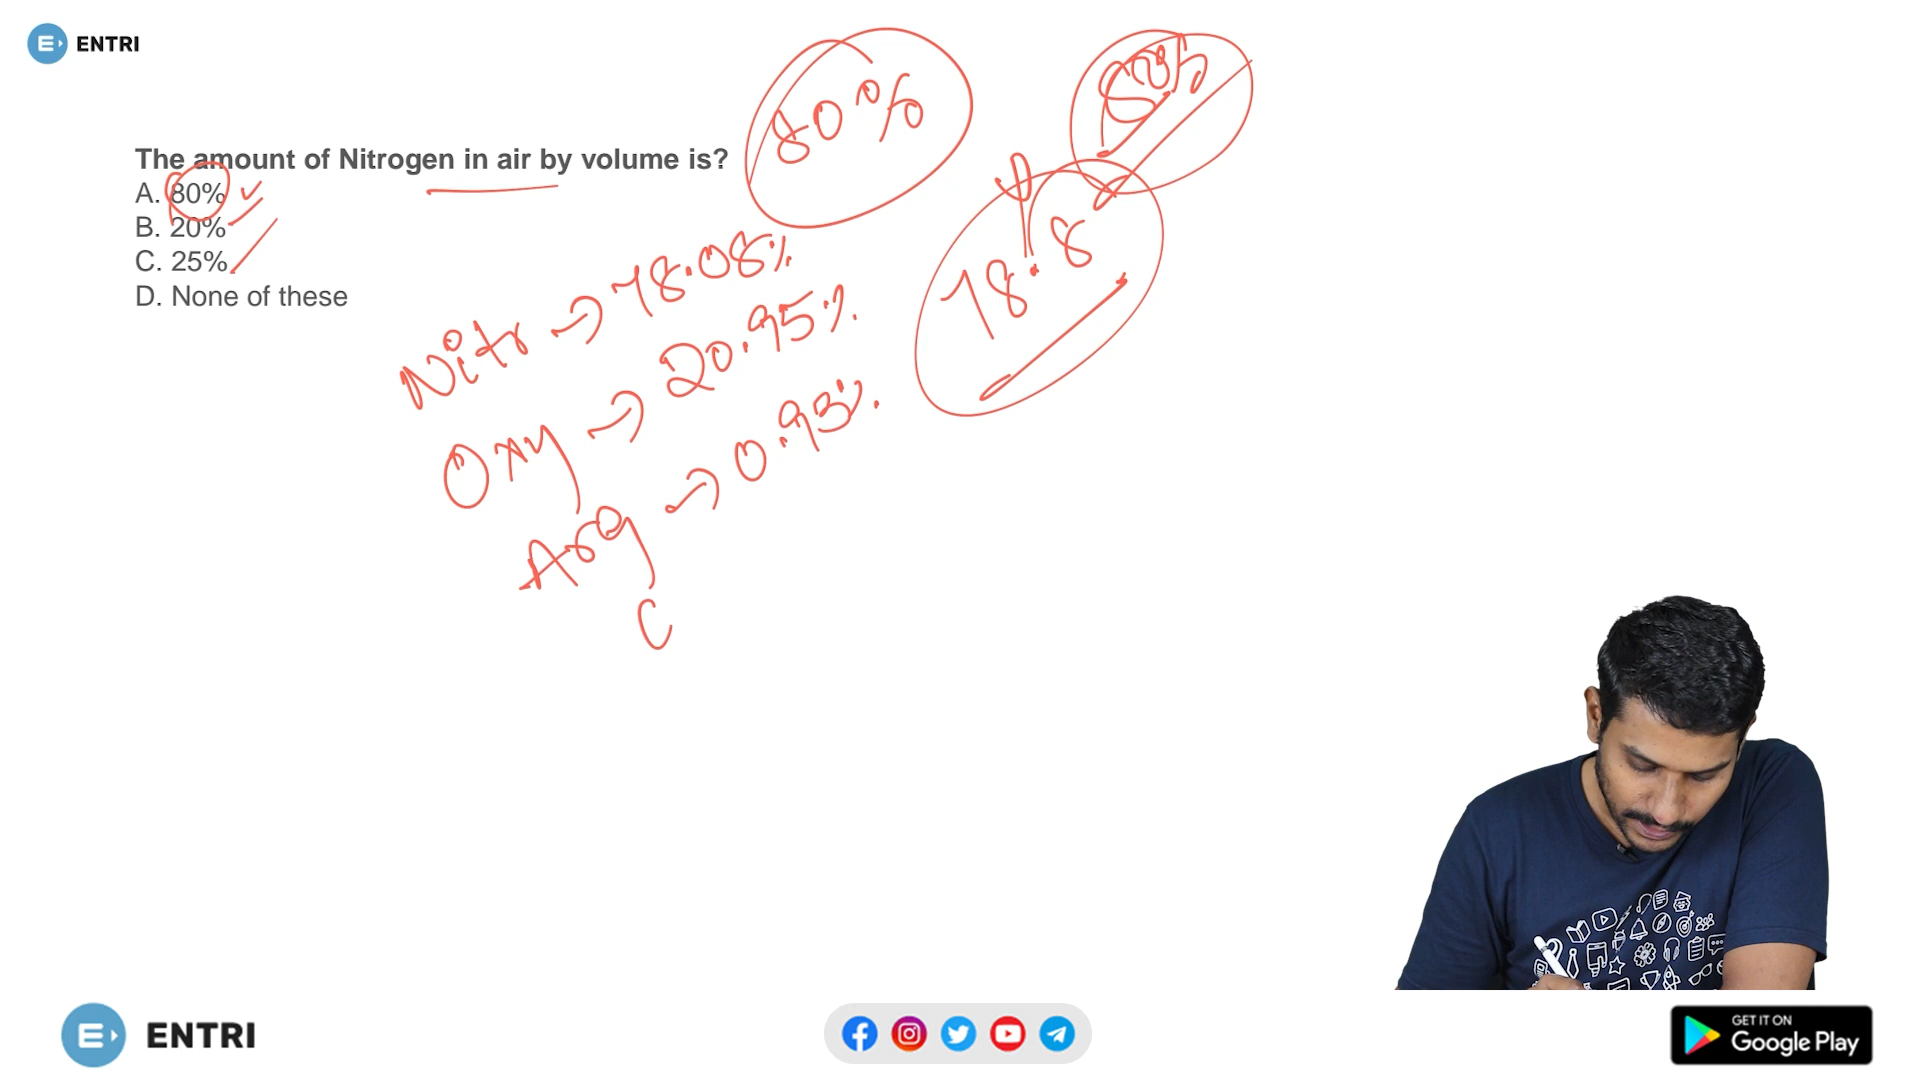 ENTRI
The amount of Nitrogen in air by volume is?
A. 80%
B. 20%
C. 25%
D. None of these
80%
80%
78.8
Nitr → 78.08%
Oxy → 20.95%
Arg → 0.93%
C
ENTRI
GET IT ON
Google Play